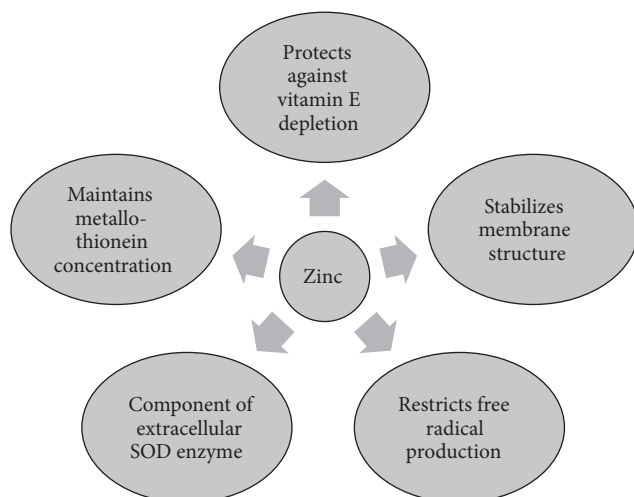 Protects
against
vitamin E
depletion
Maintains
metallo-
thionein
concentration
Stabilizes
membrane
structure
Zinc
Component of
extracellular
SOD enzyme
Restricts free
radical
production